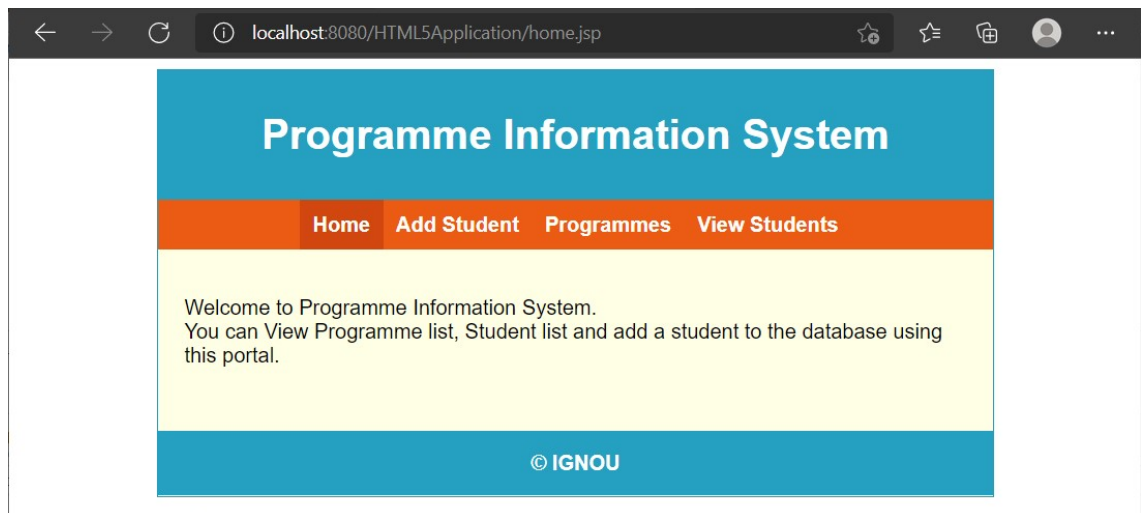 localhost:8080/HTML5Application/home.jsp
Programme Information System
Home Add Student Programmes View Students
Welcome to Programme Information System.
You can View Programme list, Student list and add a student to the database using
this portal.
© IGNOU